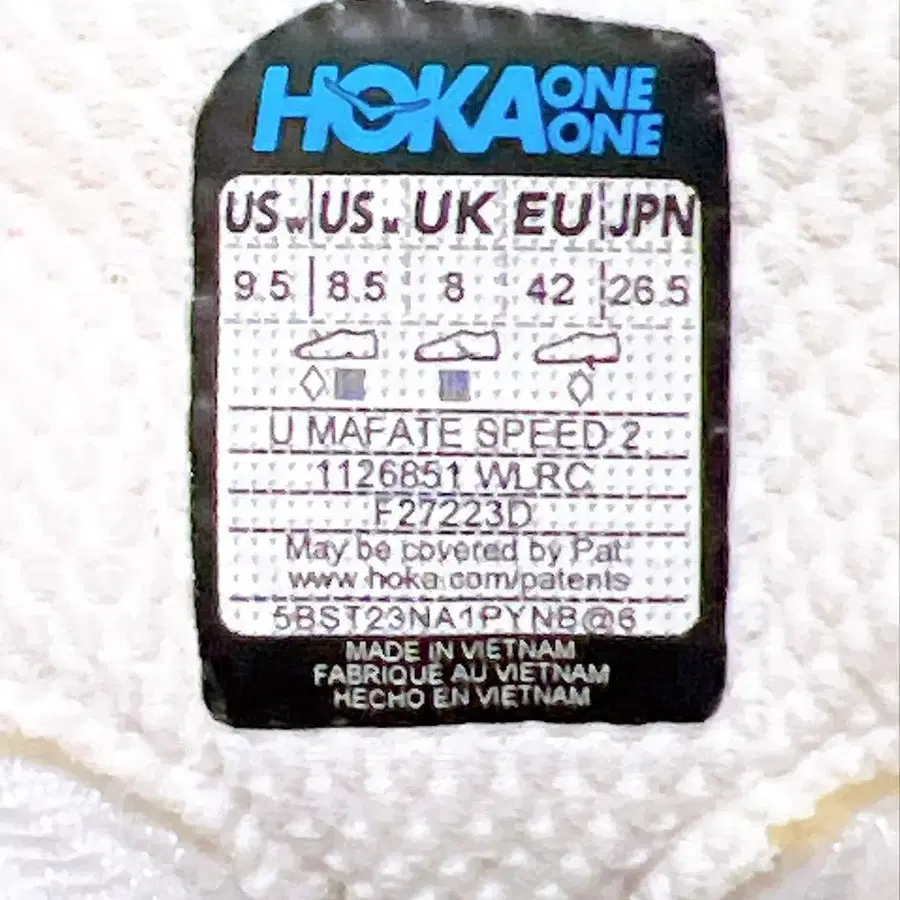 HOKA ONE ONE
US W US M UK EU JPN
9.5 8.5 8 42 26.5
U MAFATE SPEED 2
1126851 WLRC
F27223D
May be covered by Pat
www.hoka.com/patents
5BST23NA1PYNB@6
MADE IN VIETNAM
FABRIQUÉ AU VIETNAM
HECHO EN VIETNAM